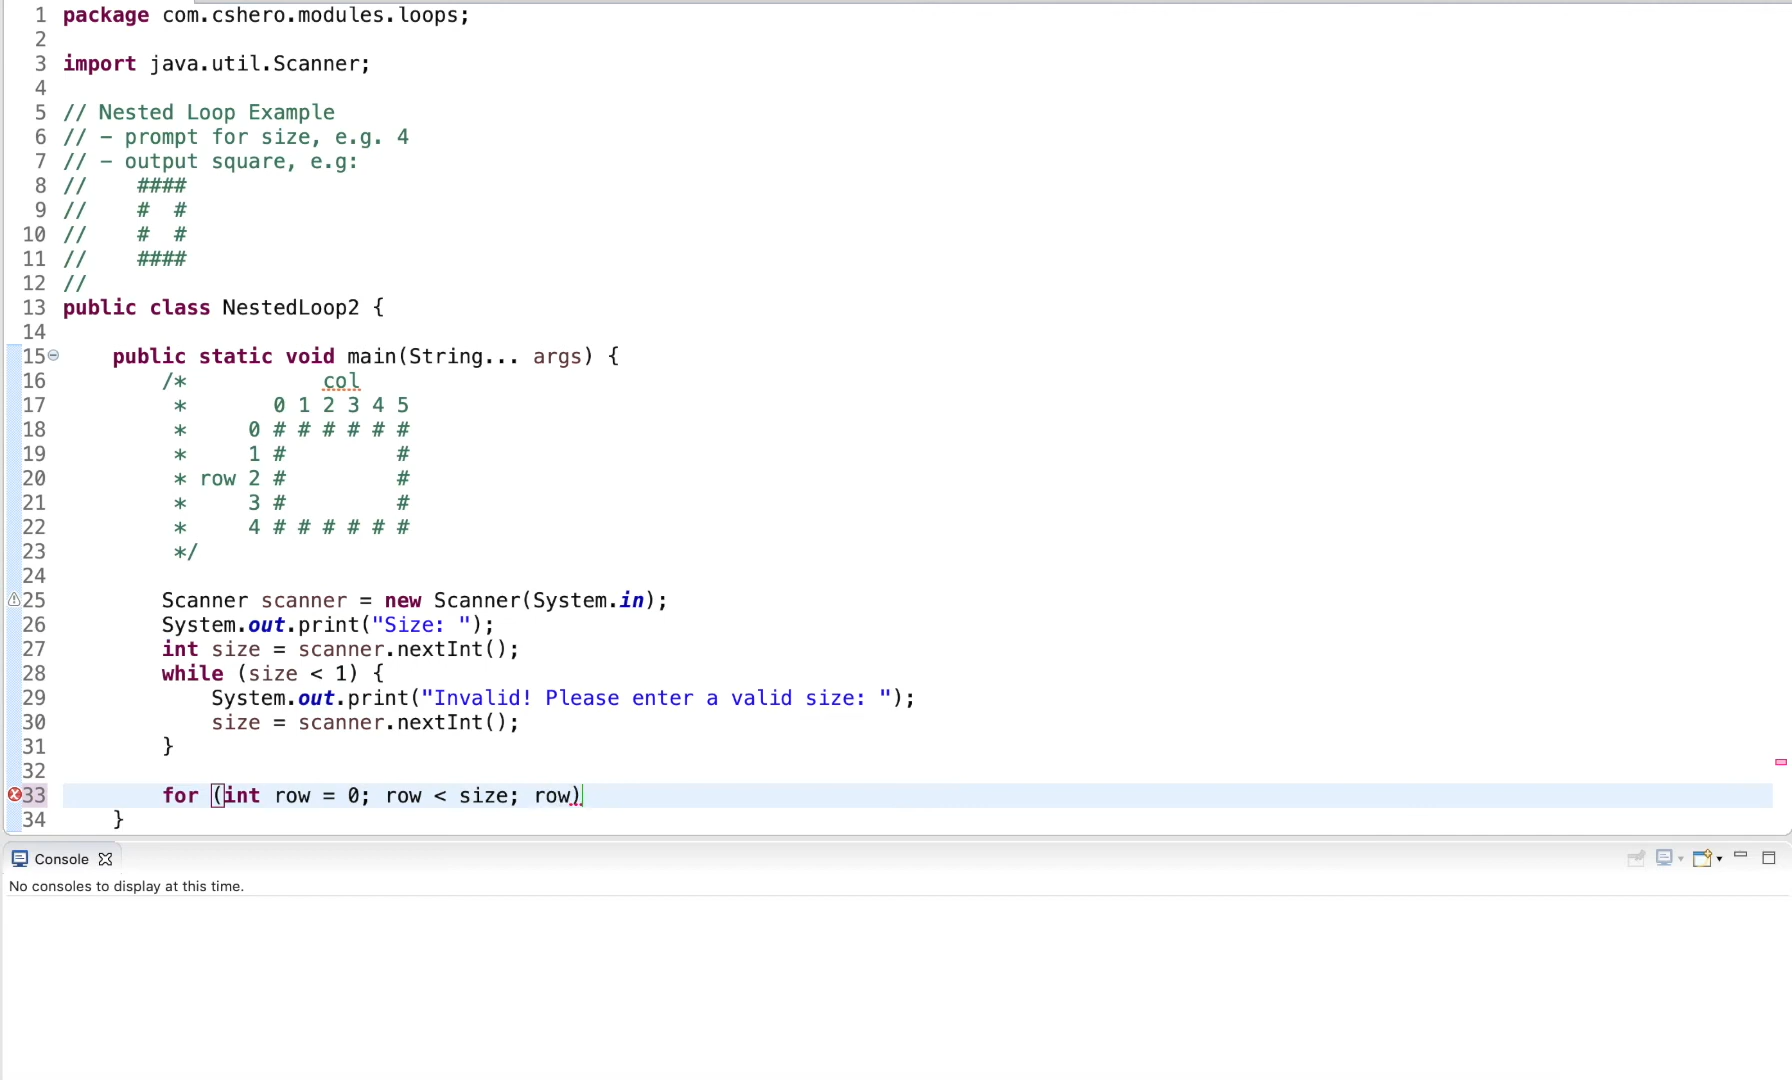 1 package com.cshero.modules.loops;
2
3 import java.util.Scanner;
4
5 // Nested Loop Example
6 // - prompt for size, e.g. 4
7 // - output square, e.g:
8 //    ####
9 //    #  #
10 //    #  #
11 //    ####
12 //
13 public class NestedLoop2 {
14
15     public static void main(String... args) {
16         /*           col
17          *       0 1 2 3 4 5
18          *     0 # # # # # #
19          *     1 #         #
20          * row 2 #         #
21          *     3 #         #
22          *     4 # # # # # #
23          */
24
25         Scanner scanner = new Scanner(System.in);
26         System.out.print("Size: ");
27         int size = scanner.nextInt();
28         while (size < 1) {
29             System.out.print("Invalid! Please enter a valid size: ");
30             size = scanner.nextInt();
31         }
32
33         for (int row = 0; row < size; row)
34     }
Console
No consoles to display at this time.